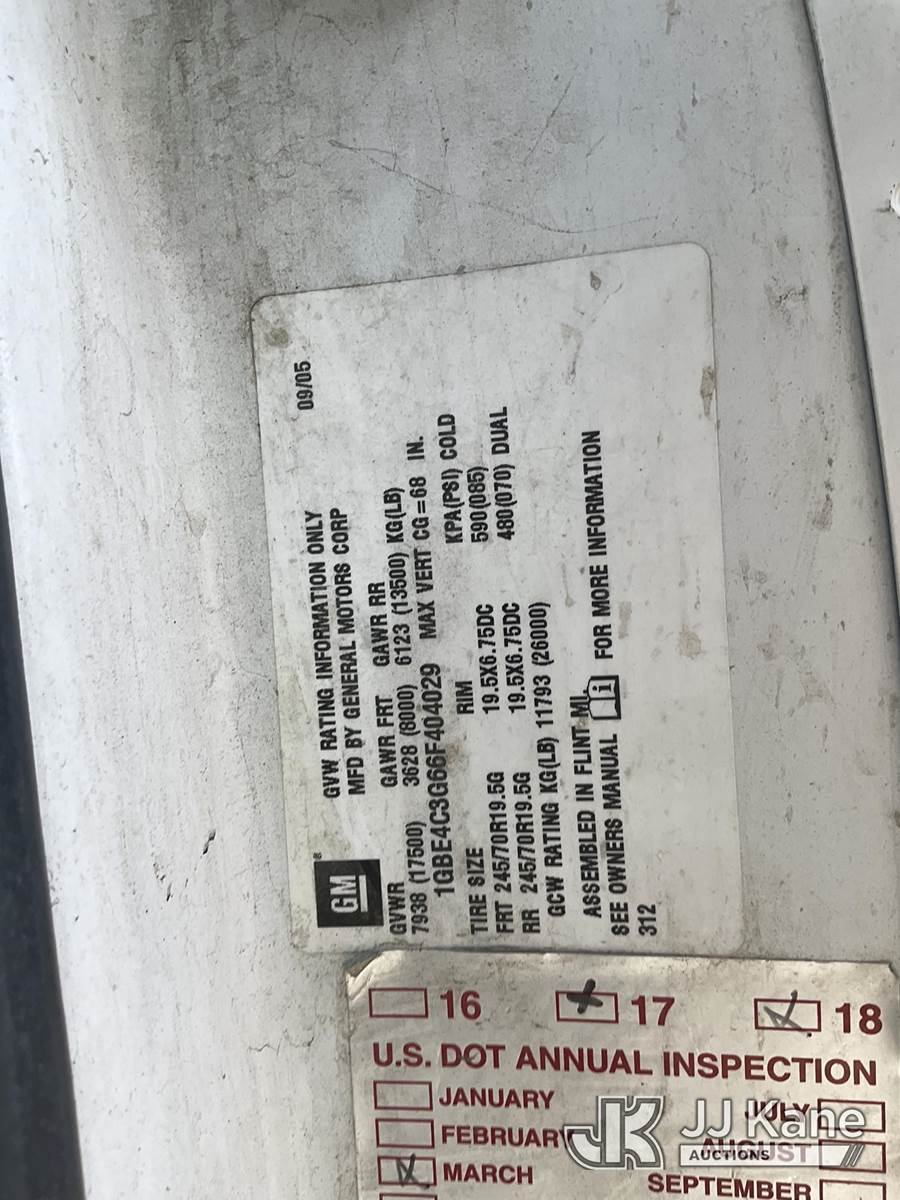 GM
GVW RATING INFORMATION ONLY 09/05
MFD BY GENERAL MOTORS CORP
GVWR GAWR FRT GAWR RR
7938 (17500) 3628 (8000) 6123 (13500) KG(LB)
1GBE4C3G66F404029 MAX VERT CG=68 IN.
TIRE SIZE RIM KPA(PSI) COLD
FRT 245/70R19.5G 19.5X6.75DC 590(085)
RR 245/70R19.5G 19.5X6.75DC 480(070) DUAL
GCW RATING KG(LB) 11793 (26000)
ASSEMBLED IN FLINT MI.
SEE OWNERS MANUAL i FOR MORE INFORMATION
312
16 17 18
U.S. DOT ANNUAL INSPECTION
JANUARY JULY
FEBRUARY AUGUST
MARCH SEPTEMBER
JK JJ Kane
AUCTIONS